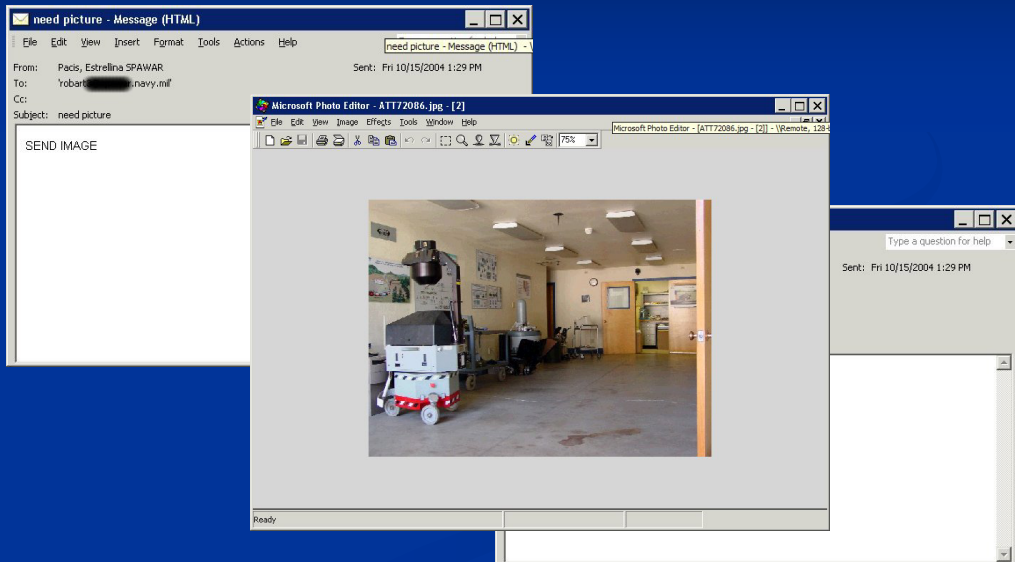 need picture - Message (HTML)
File Edit View Insert Format Tools Actions Help
need picture - Message (HTML) - \
From: Pacis, Estrellina SPAWAR
Sent: Fri 10/15/2004 1:29 PM
To: 'robart .navy.mil'
Cc:
Subject: need picture
SEND IMAGE
Microsoft Photo Editor - ATT72086.jpg - [2]
File Edit View Image Effects Tools Window Help
Microsoft Photo Editor - [ATT72086.jpg - [2]] - \\Remote, 128-b
75%
Ready
Type a question for help
Sent: Fri 10/15/2004 1:29 PM